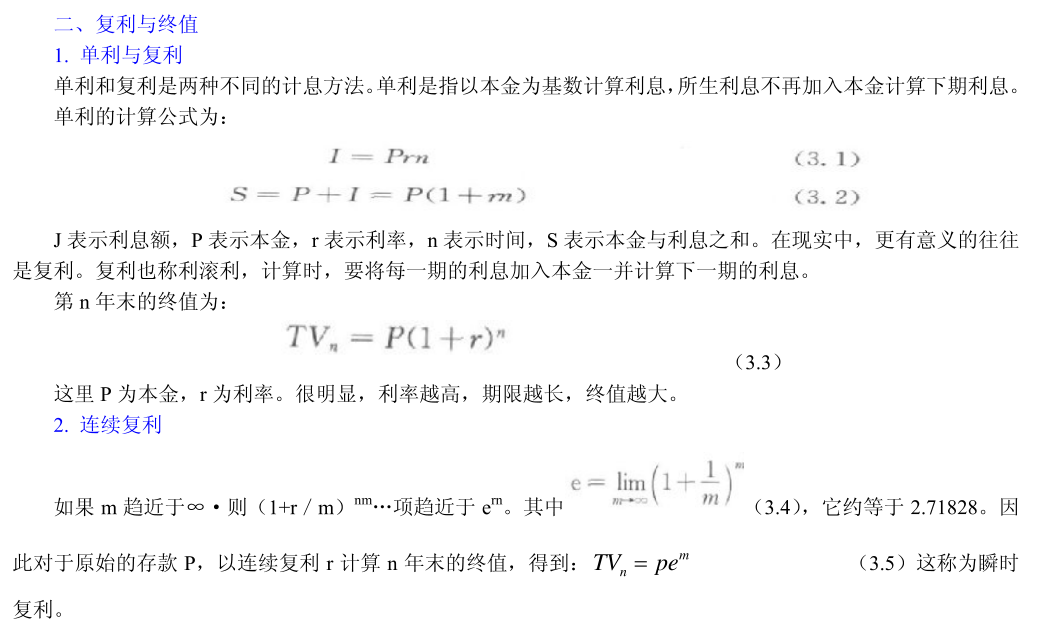 二、复利与终值
1. 单利与复利
单利和复利是两种不同的计息方法。单利是指以本金为基数计算利息，所生利息不再加入本金计算下期利息。
单利的计算公式为：
I = Prn (3.1)
S = P + I = P(1+rn) (3.2)
J 表示利息额，P 表示本金，r 表示利率，n 表示时间，S 表示本金与利息之和。在现实中，更有意义的往往
是复利。复利也称利滚利，计算时，要将每一期的利息加入本金一并计算下一期的利息。
第 n 年末的终值为：
TVₙ = P(1+r)ⁿ
（3.3）
这里 P 为本金，r 为利率。很明显，利率越高，期限越长，终值越大。
2. 连续复利
如果 m 趋近于∞·则（1+r／m）^nm…项趋近于 e^rn。其中 e = lim_{m→∞}(1+1/m)^m （3.4），它约等于 2.71828。因
此对于原始的存款 P，以连续复利 r 计算 n 年末的终值，得到：TVₙ = pe^rn （3.5）这称为瞬时
复利。